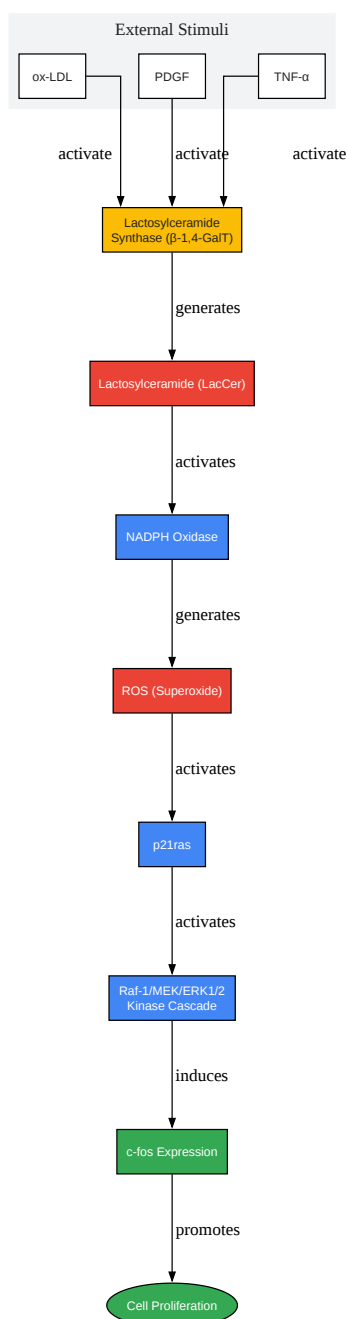 External Stimuli
ox-LDL
PDGF
TNF-α
activate
activate
activate
Lactosylceramide
Synthase (β-1,4-GalT)
generates
Lactosylceramide (LacCer)
activates
NADPH Oxidase
generates
ROS (Superoxide)
activates
p21ras
activates
Raf-1/MEK/ERK1/2
Kinase Cascade
induces
c-fos Expression
promotes
Cell Proliferation